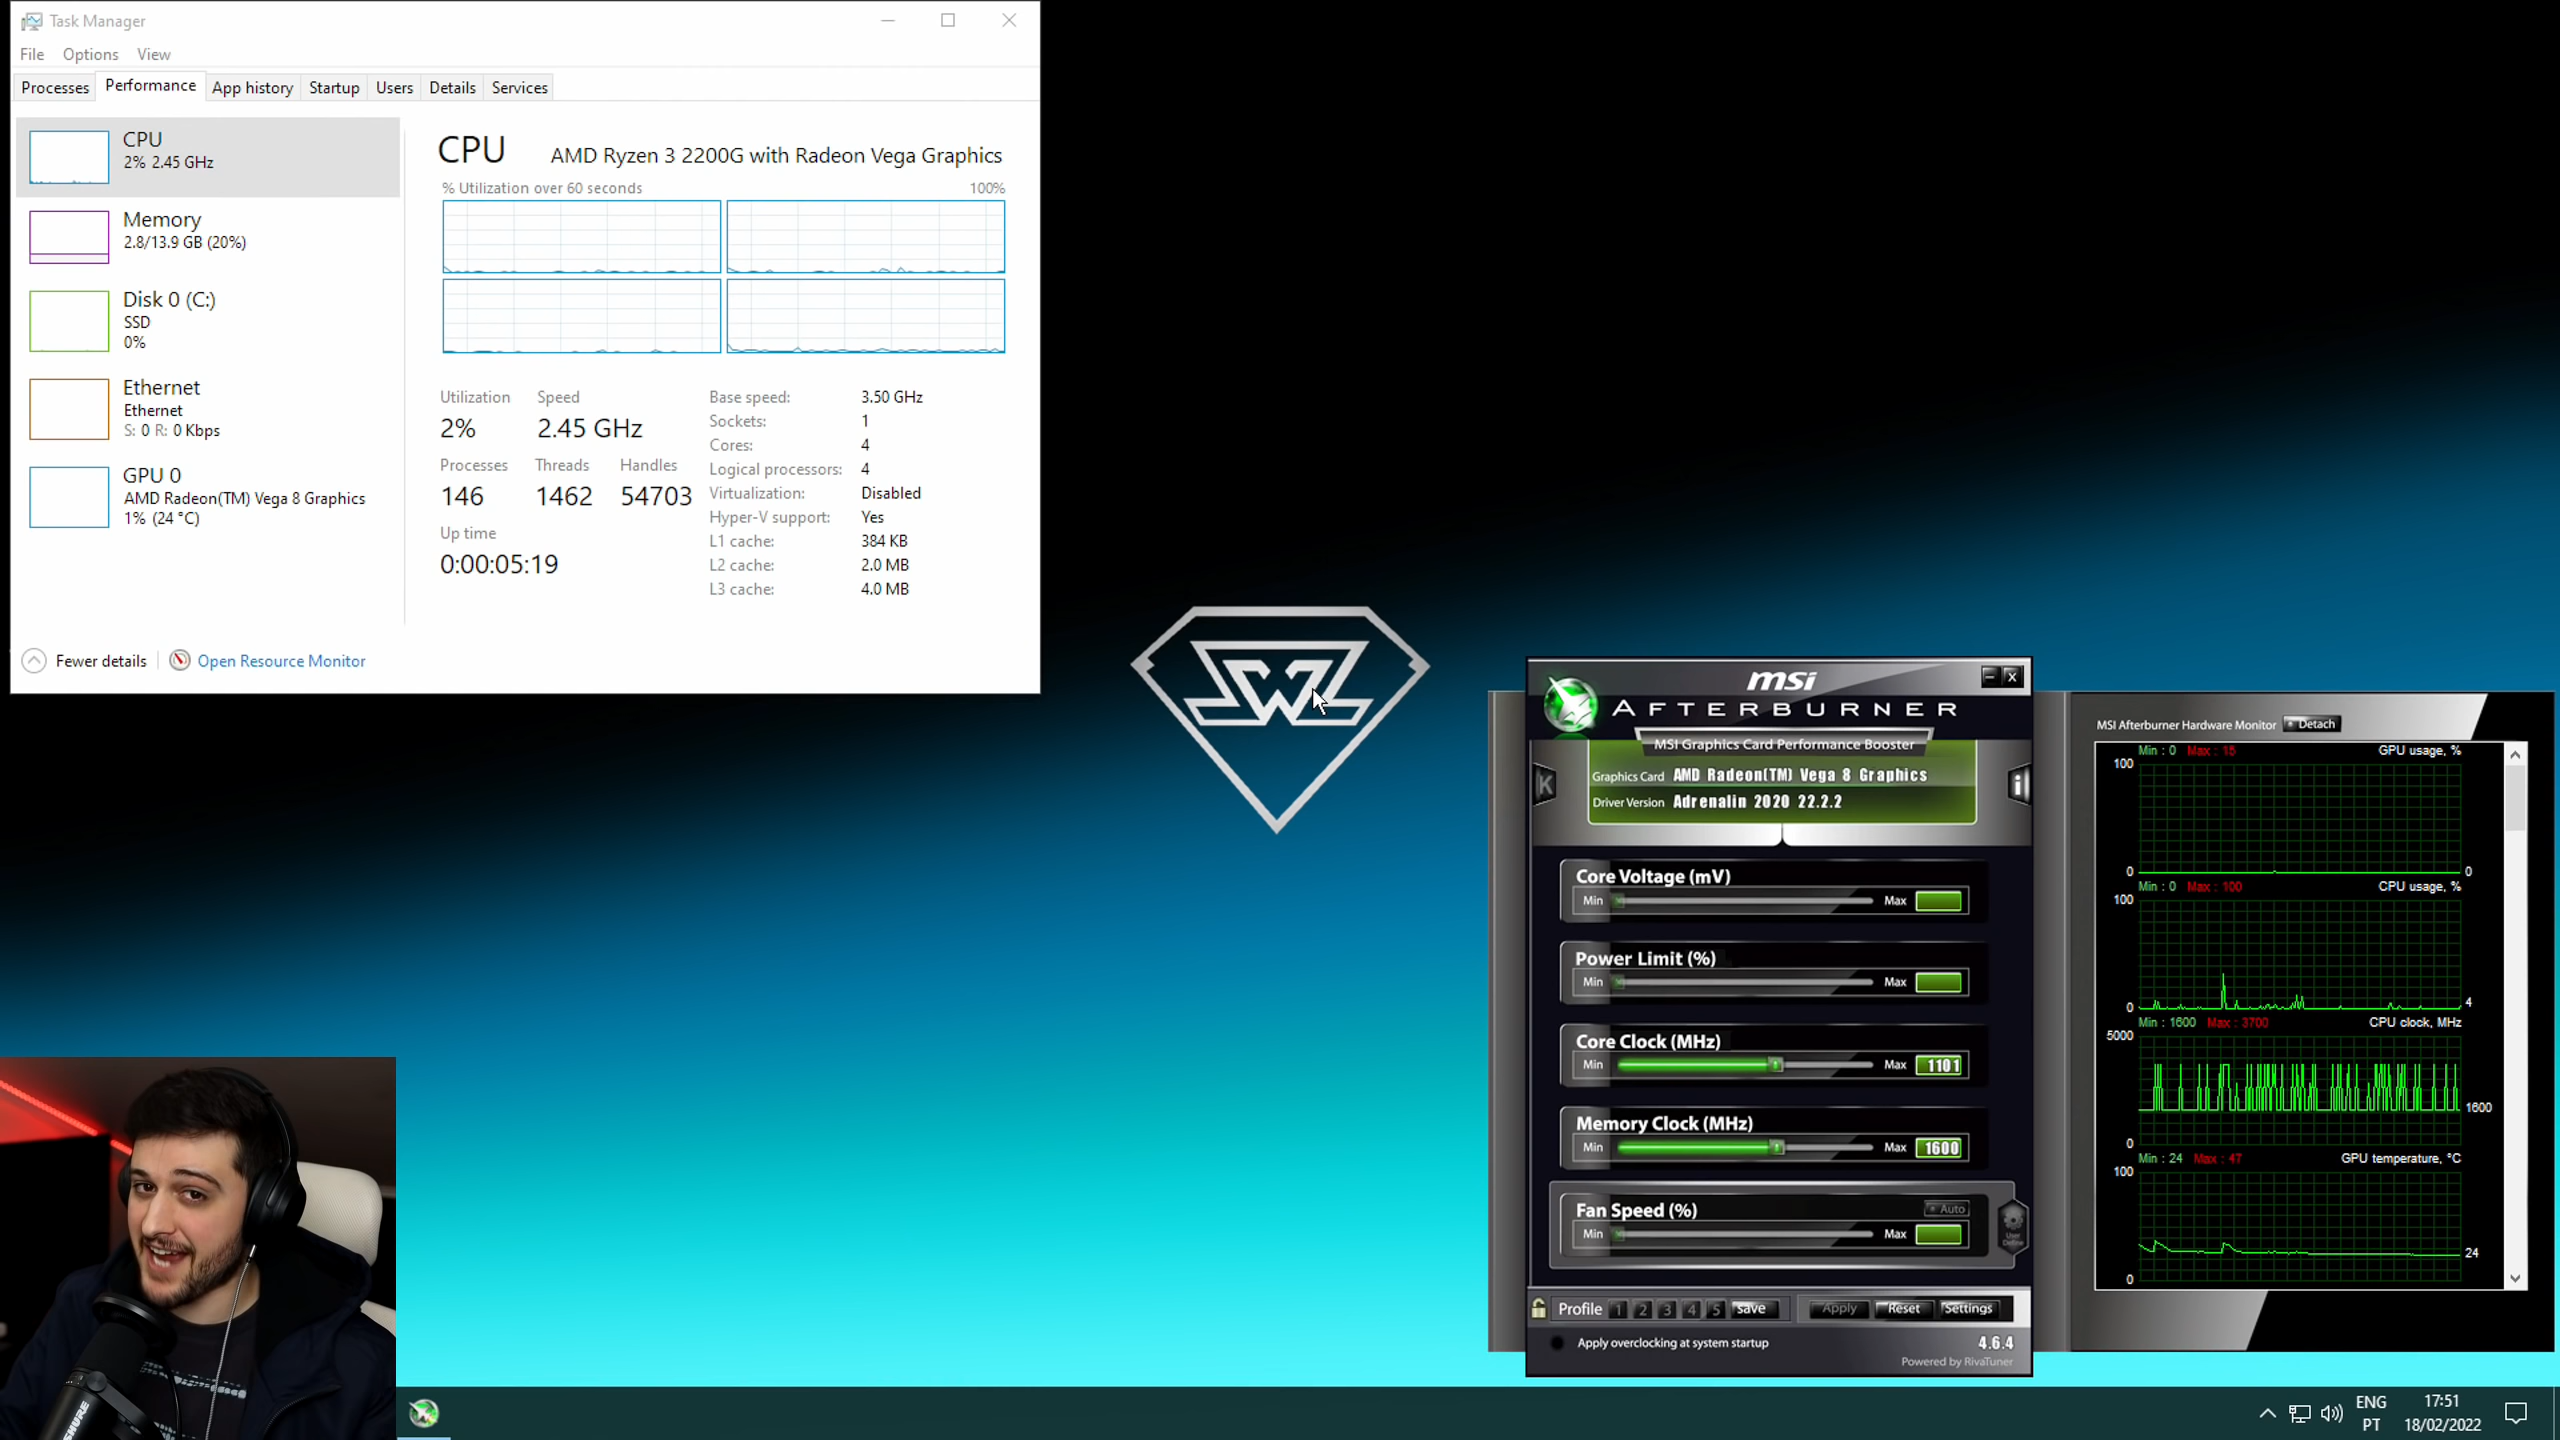 Task Manager
File Options View
Processes Performance App history Startup Users Details Services
CPU
2% 2.45 GHz
Memory
2.8/13.9 GB (20%)
Disk 0 (C:)
SSD
0%
Ethernet
Ethernet
S: 0 R: 0 Kbps
GPU 0
AMD Radeon(TM) Vega 8 Graphics
1% (24 °C)
CPU AMD Ryzen 3 2200G with Radeon Vega Graphics
% Utilization over 60 seconds 100%
Utilization Speed
2% 2.45 GHz
Processes Threads Handles
146 1462 54703
Up time
0:00:05:19
Base speed: 3.50 GHz
Sockets: 1
Cores: 4
Logical processors: 4
Virtualization: Disabled
Hyper-V support: Yes
L1 cache: 384 KB
L2 cache: 2.0 MB
L3 cache: 4.0 MB
Fewer details Open Resource Monitor
msi
AFTERBURNER
MSI Graphics Card Performance Booster
Graphics Card AMD Radeon(TM) Vega 8 Graphics
Driver Version Adrenalin 2020 22.2.2
K i
Core Voltage (mV)
Min Max
Power Limit (%)
Min Max
Core Clock (MHz)
Min Max 1101
Memory Clock (MHz)
Min Max 1600
Fan Speed (%) Auto
Min Max
User Define
Profile 1 2 3 4 5 save Apply Reset Settings
Apply overclocking at system startup 4.6.4
Powered by RivaTuner
MSI Afterburner Hardware Monitor Detach
Min : 0 Max : 15 GPU usage, %
100
0 0
Min : 0 Max : 100 CPU usage, %
100
0 4
Min : 1600 Max : 3700 CPU clock, MHz
5000
1600
0
Min : 24 Max : 47 GPU temperature, °C
100
24
0
SHURE
ENG
PT
17:51
18/02/2022